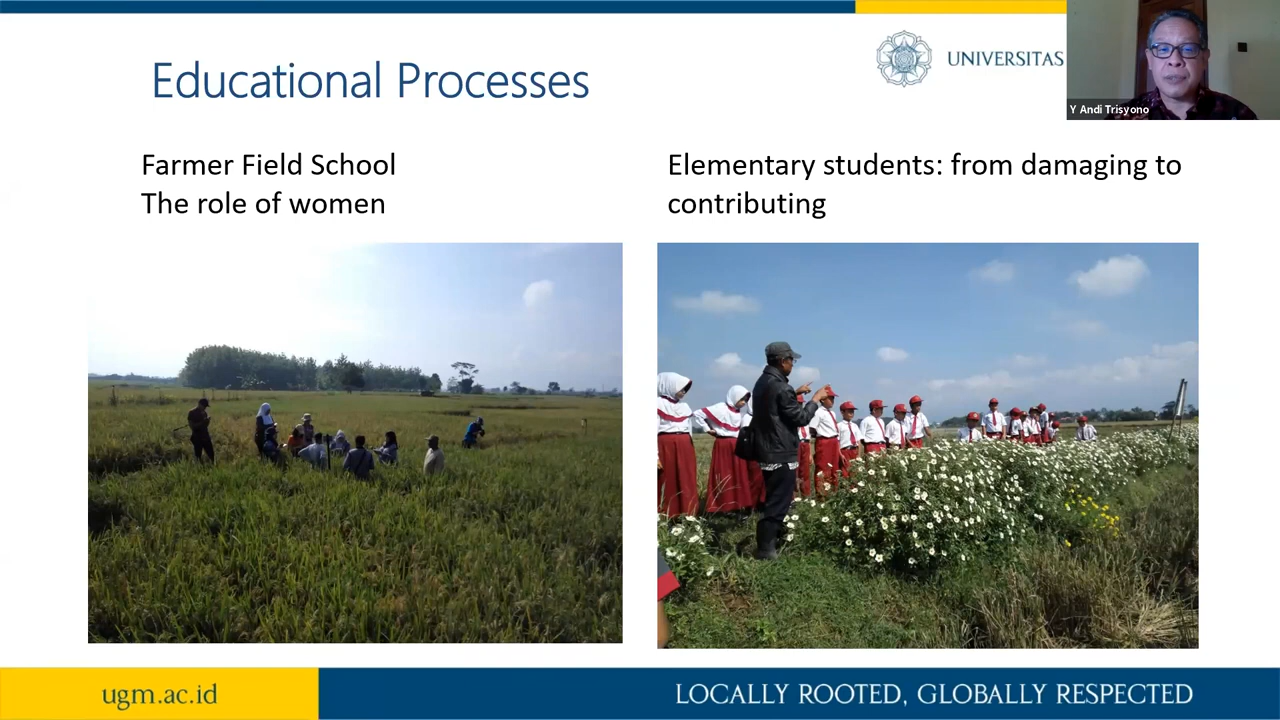 Educational Processes
UNIVERSITAS
Y Andi Trisyono
Farmer Field School
The role of women
Elementary students: from damaging to
contributing
ugm.ac.id
LOCALLY ROOTED, GLOBALLY RESPECTED